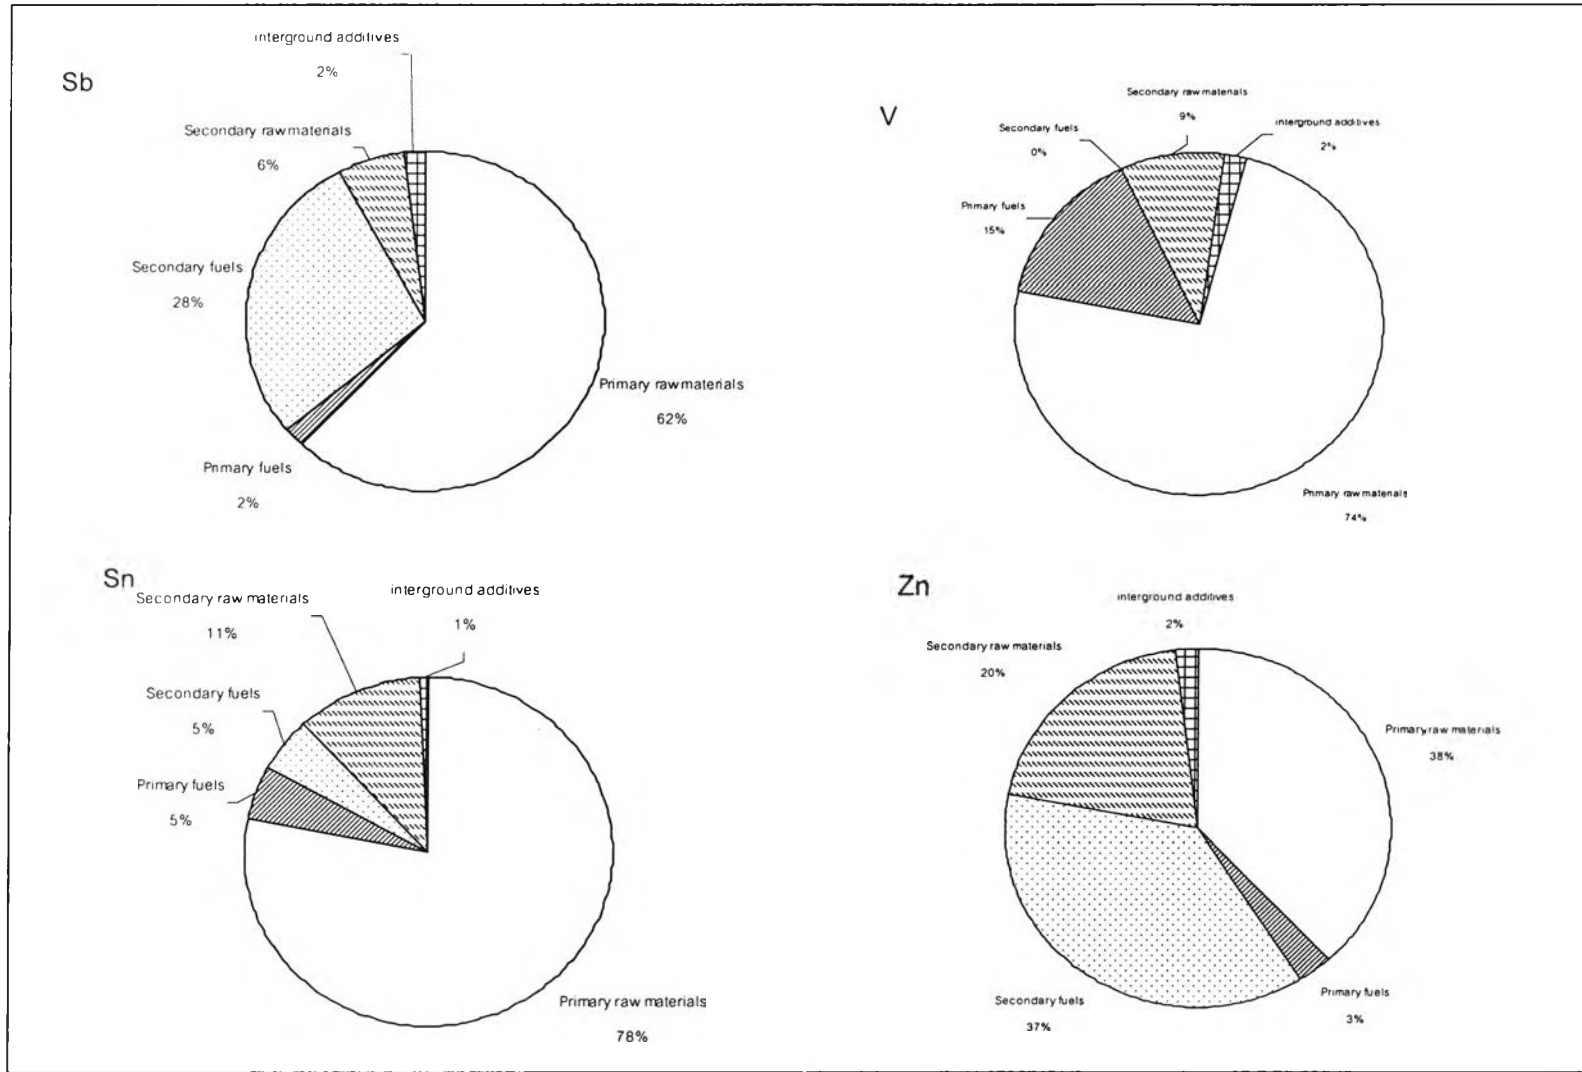 Sb
interground additives
2%
Secondary raw materials
6%
Secondary fuels
28%
Primary fuels
2%
Primary raw materials
62%
V
Secondary raw materials
9%
interground additives
2%
Secondary fuels
0%
Primary fuels
15%
Primary raw materials
74%
Sn
Secondary raw materials
11%
interground additives
1%
Secondary fuels
5%
Primary fuels
5%
Primary raw materials
78%
Zn
interground additives
2%
Secondary raw materials
20%
Primary raw materials
38%
Secondary fuels
37%
Primary fuels
3%